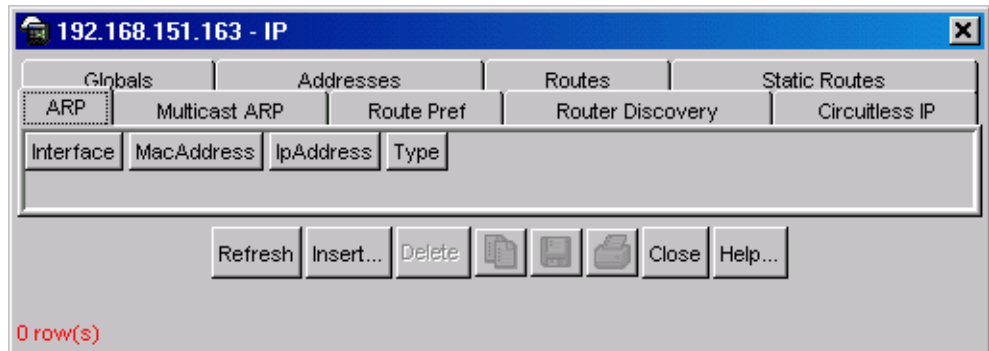 192.168.151.163 - IP
Globals Addresses Routes Static Routes
ARP Multicast ARP Route Pref Router Discovery Circuitless IP
Interface MacAddress IpAddress Type
Refresh Insert... Delete Close Help...
0 row(s)